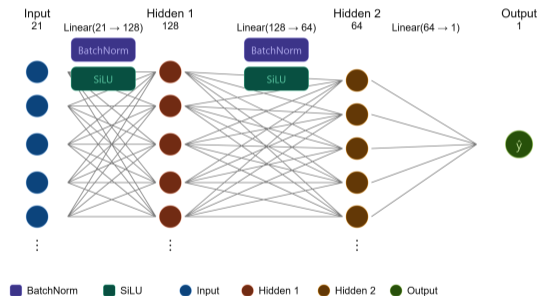 Input
21
Linear(21 → 128)
Hidden 1
128
Linear(128 → 64)
Hidden 2
64
Linear(64 → 1)
Output
1
BatchNorm
BatchNorm
SiLU
SiLU
ŷ
⋮
⋮
⋮
BatchNorm
SiLU
Input
Hidden 1
Hidden 2
Output